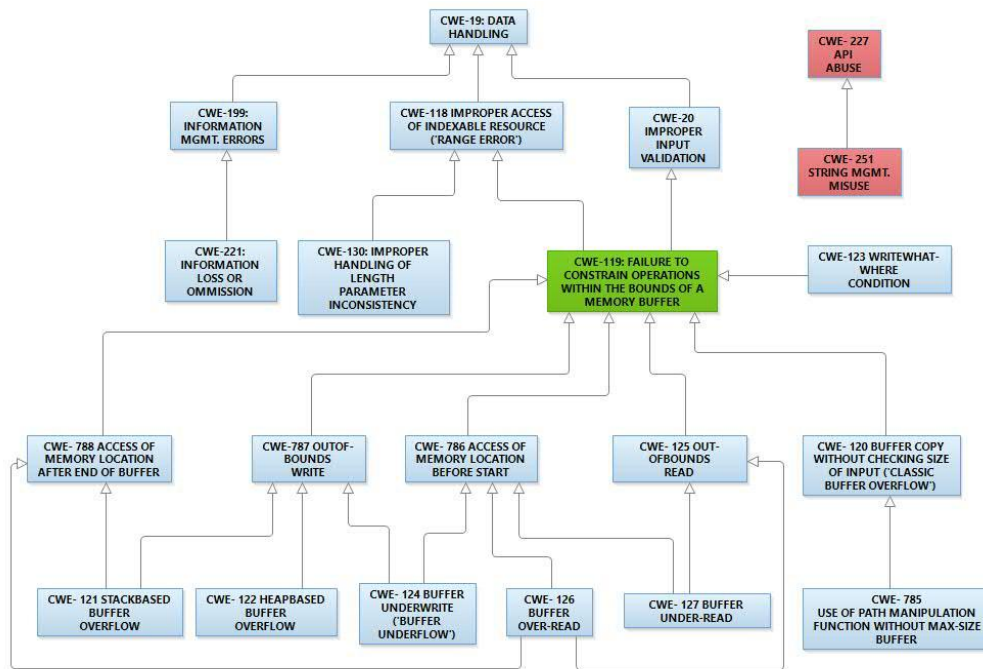 CWE-19: DATA
HANDLING
CWE- 227
API
ABUSE
CWE-199:
INFORMATION
MGMT. ERRORS
CWE-118 IMPROPER ACCESS
OF INDEXABLE RESOURCE
('RANGE ERROR')
CWE-20
IMPROPER
INPUT
VALIDATION
CWE- 251
STRING MGMT.
MISUSE
CWE-221:
INFORMATION
LOSS OR
OMMISSION
CWE-130: IMPROPER
HANDLING OF
LENGTH
PARAMETER
INCONSISTENCY
CWE-119: FAILURE TO
CONSTRAIN OPERATIONS
WITHIN THE BOUNDS OF A
MEMORY BUFFER
CWE-123 WRITEWHAT-
WHERE
CONDITION
CWE- 788 ACCESS OF
MEMORY LOCATION
AFTER END OF BUFFER
CWE-787 OUTOF-
BOUNDS
WRITE
CWE- 786 ACCESS OF
MEMORY LOCATION
BEFORE START
CWE- 125 OUT-
OFBOUNDS
READ
CWE- 120 BUFFER COPY
WITHOUT CHECKING SIZE
OF INPUT ('CLASSIC
BUFFER OVERFLOW')
CWE- 121 STACKBASED
BUFFER
OVERFLOW
CWE- 122 HEAPBASED
BUFFER
OVERFLOW
CWE- 124 BUFFER
UNDERWRITE
('BUFFER
UNDERFLOW')
CWE- 126
BUFFER
OVER-READ
CWE- 127 BUFFER
UNDER-READ
CWE- 785
USE OF PATH MANIPULATION
FUNCTION WITHOUT MAX-SIZE
BUFFER